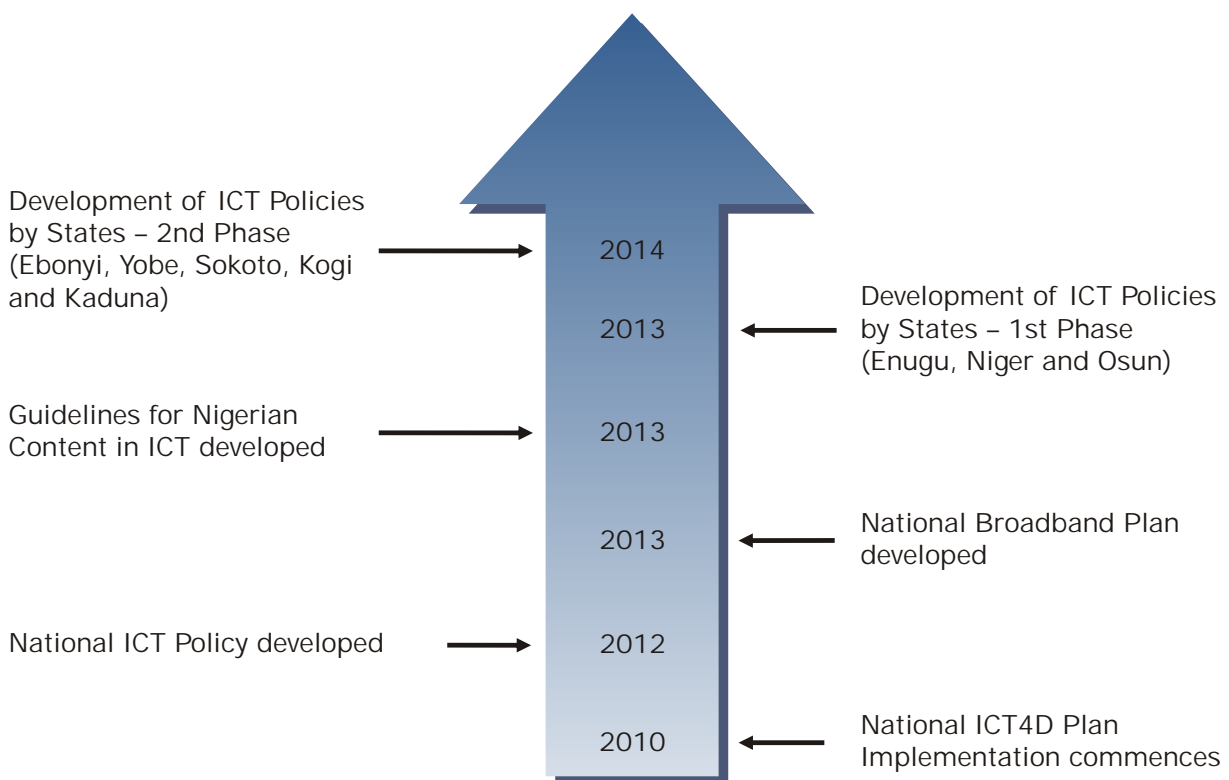 Development of ICT Policies
by States – 2nd Phase
(Ebonyi, Yobe, Sokoto, Kogi
and Kaduna)
2014
Development of ICT Policies
by States – 1st Phase
(Enugu, Niger and Osun)
2013
Guidelines for Nigerian
Content in ICT developed
2013
National Broadband Plan
developed
2013
National ICT Policy developed
2012
National ICT4D Plan
Implementation commences
2010